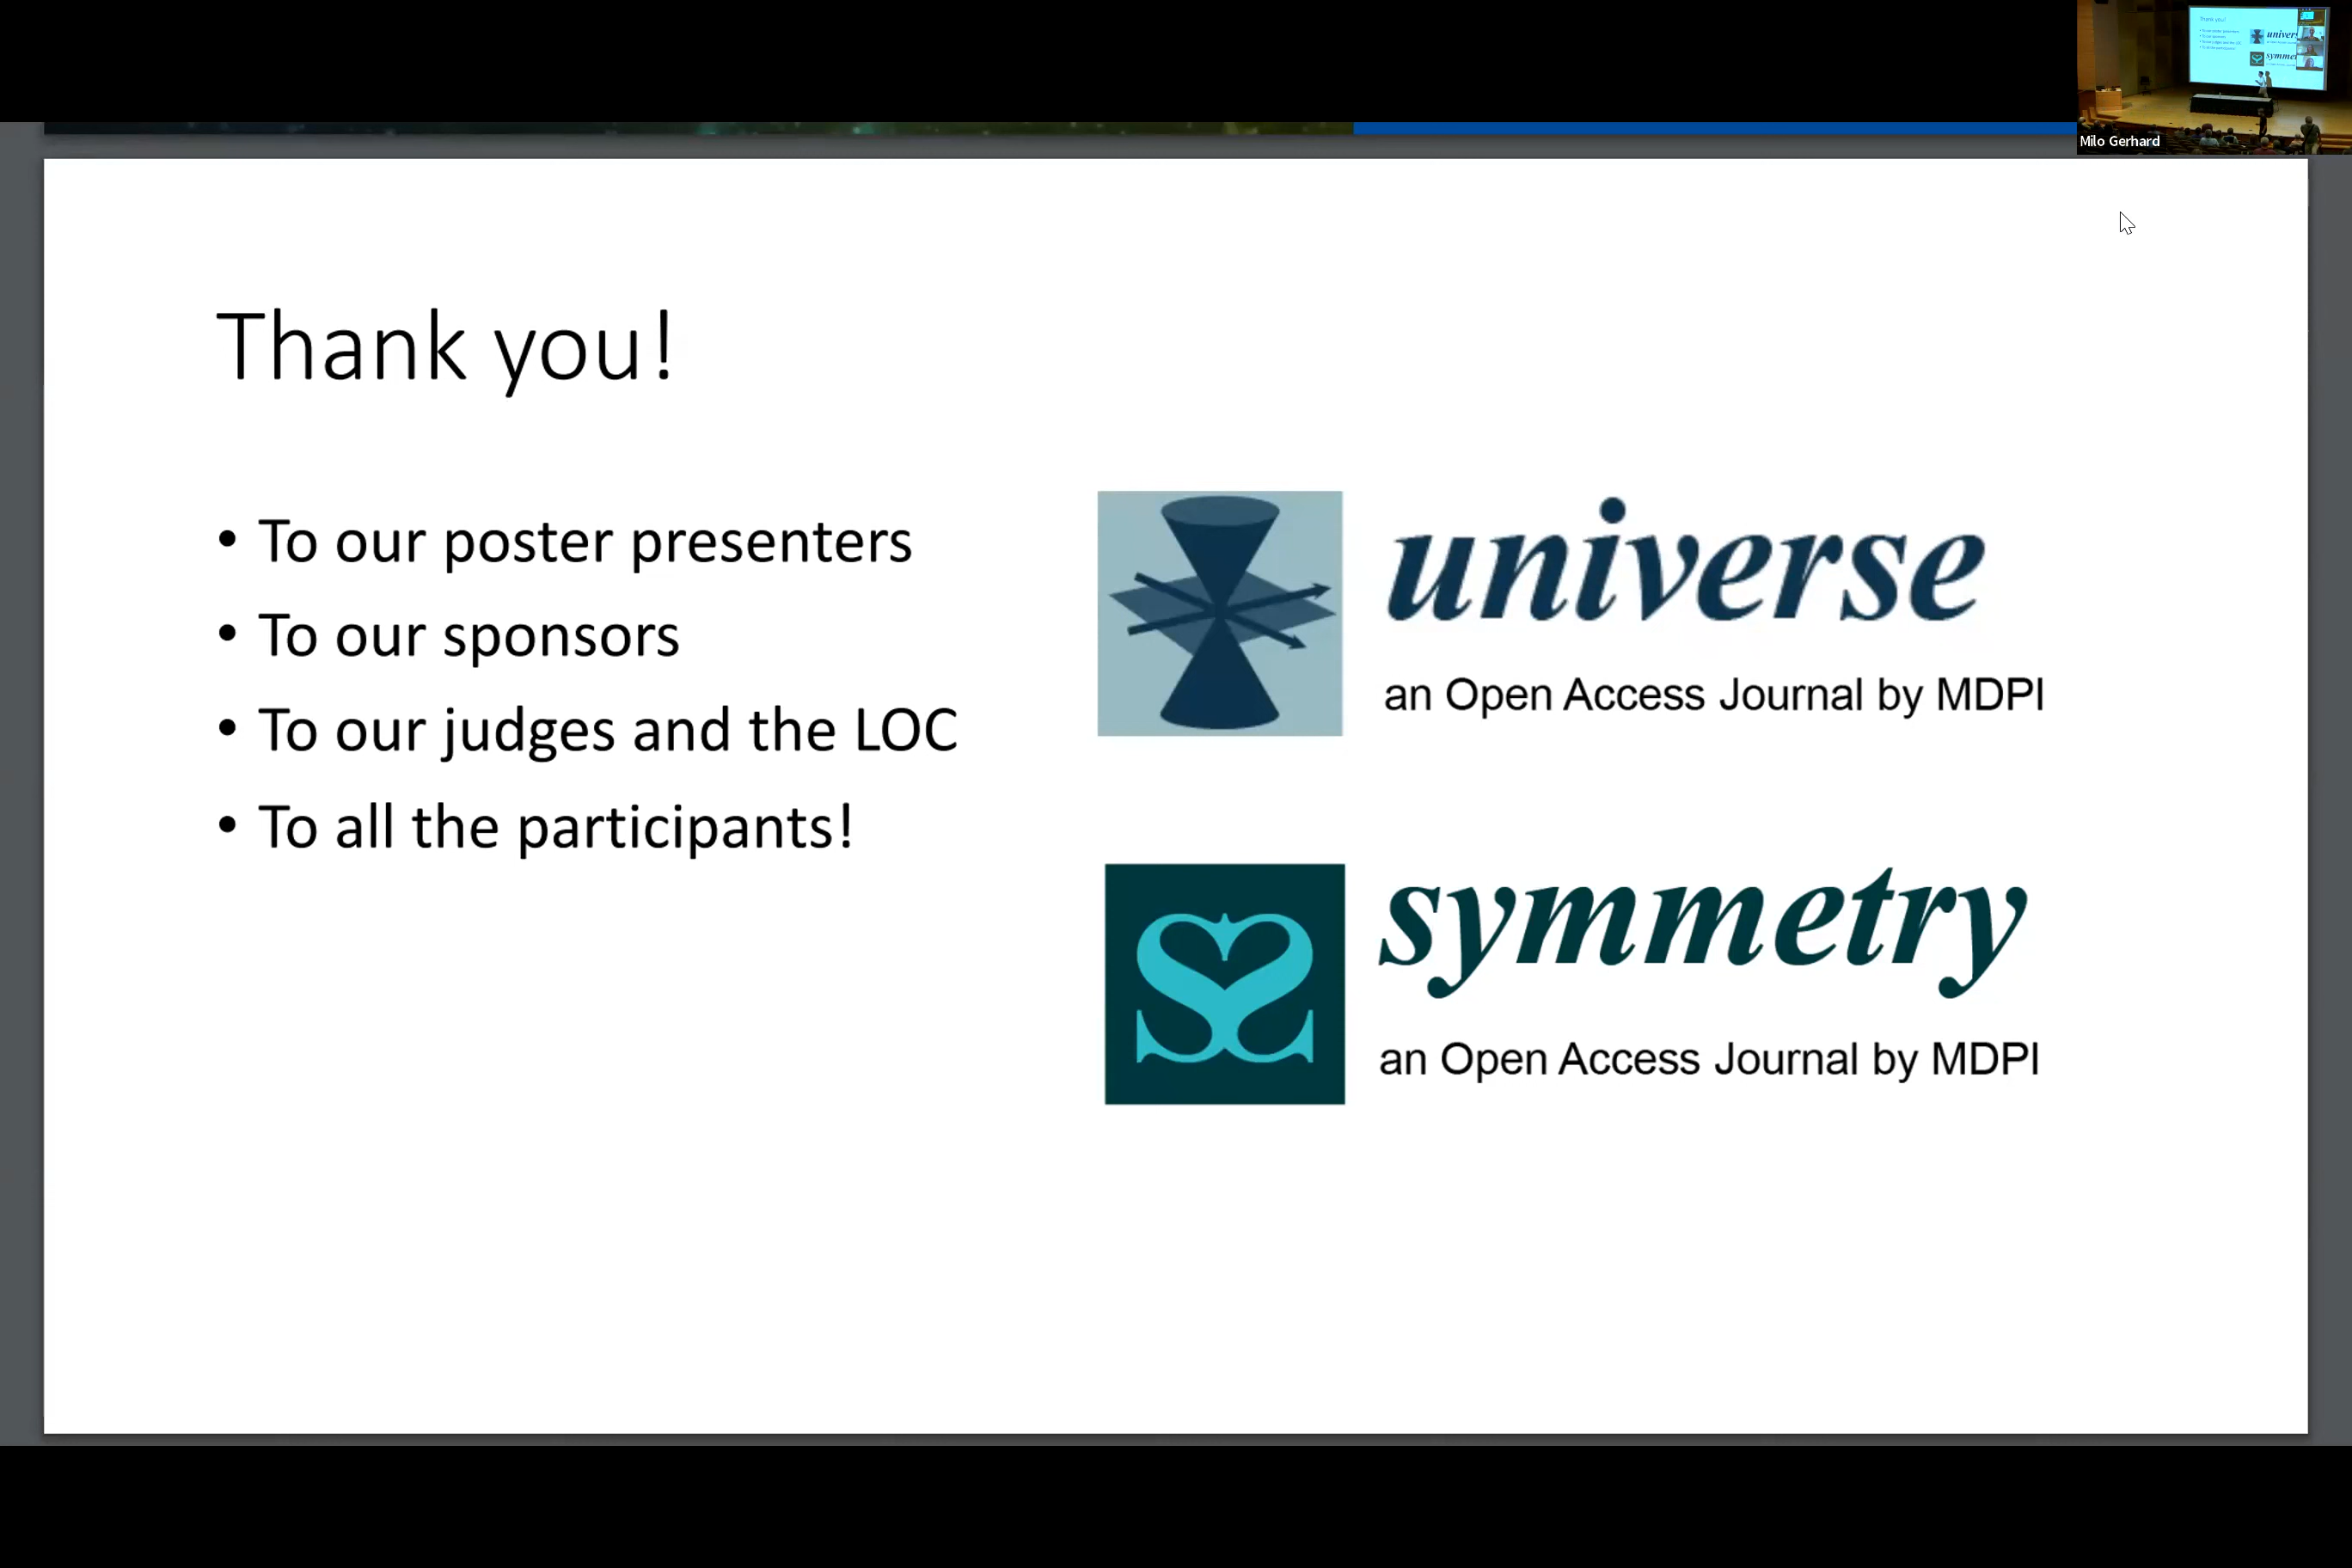 Milo Gerhard
Thank you!
• To our poster presenters
• To our sponsors
• To our judges and the LOC
• To all the participants!
universe
an Open Access Journal by MDPI
symmetry
an Open Access Journal by MDPI